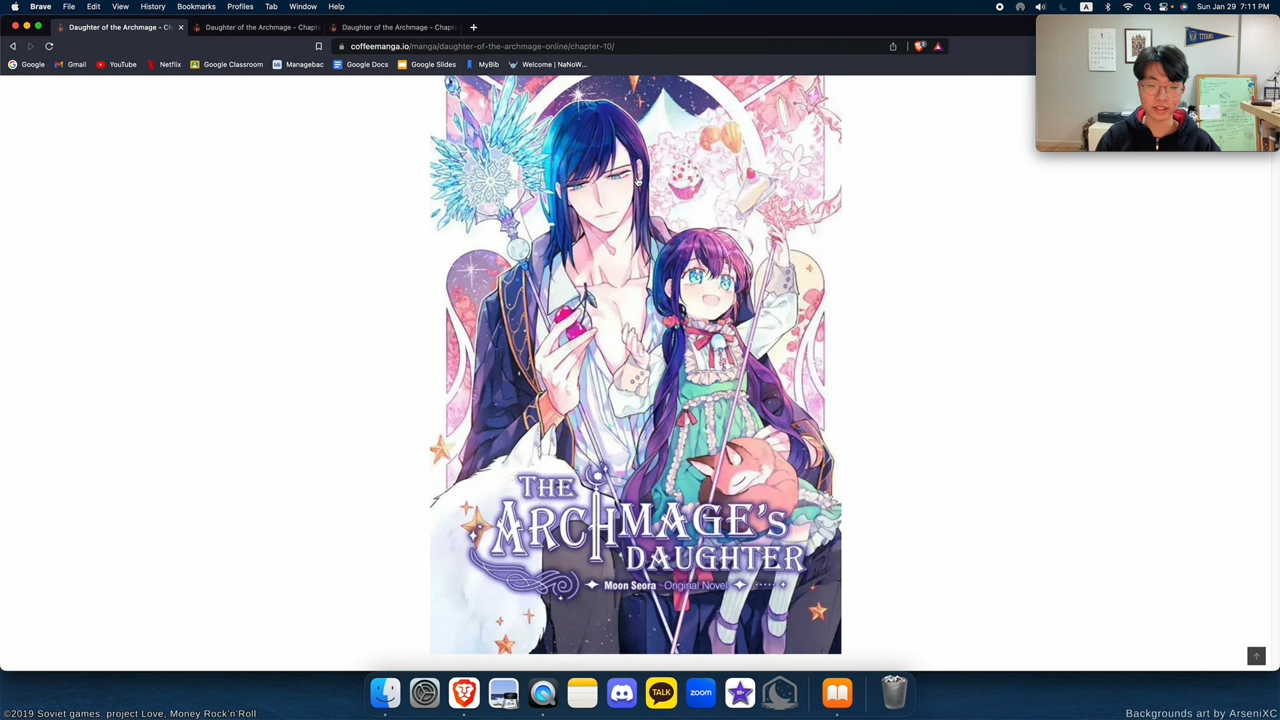 Brave File Edit View History Bookmarks Profiles Tab Window Help
A Sun Jan 29 7:11 PM
Daughter of the Archmage - Ch
Daughter of the Archmage - Chapt
Daughter of the Archmage - Chapt
coffeemanga.io/manga/daughter-of-the-archmage-online/chapter-10/
Google Gmail YouTube Netflix Google Classroom Managebac Google Docs Google Slides MyBib Welcome | NaNoW...
TITANS
THE
ARCHMAGE'S
DAUGHTER
Moon Seora Original Novel
TALK
zoom
©2019 Soviet games. project Love, Money Rock'n'Roll
Backgrounds art by ArseniXC